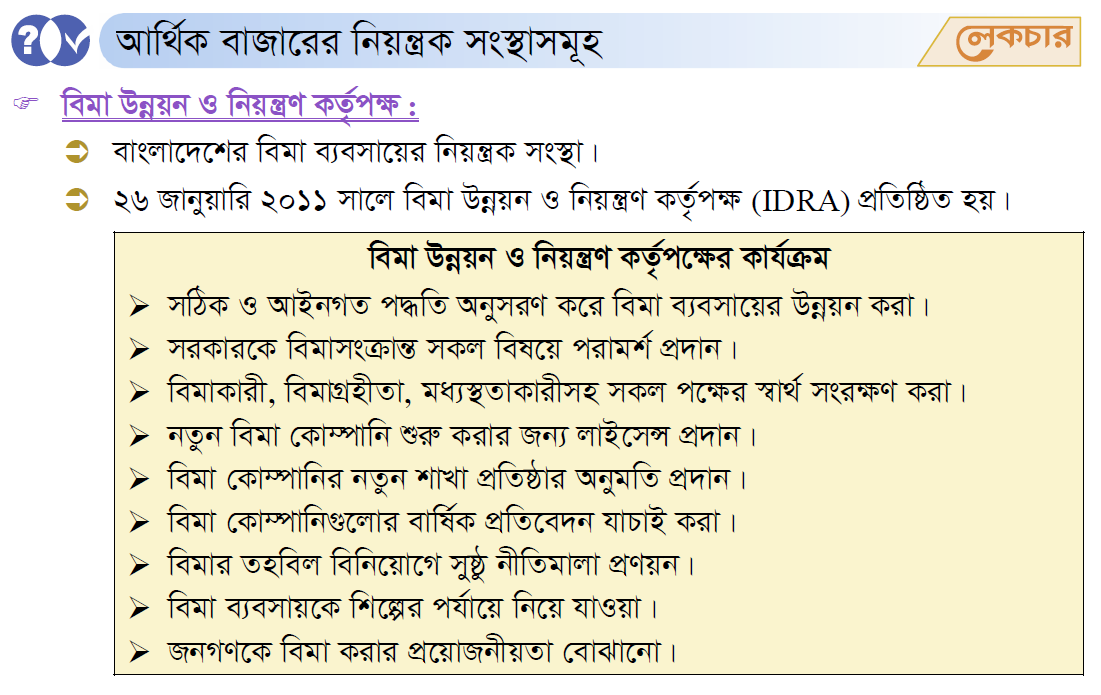 আর্থিক বাজারের নিয়ন্ত্রক সংস্থাসমূহ
লেকচার
বিমা উন্নয়ন ও নিয়ন্ত্রণ কর্তৃপক্ষ :
বাংলাদেশের বিমা ব্যবসায়ের নিয়ন্ত্রক সংস্থা।
২৬ জানুয়ারি ২০১১ সালে বিমা উন্নয়ন ও নিয়ন্ত্রণ কর্তৃপক্ষ (IDRA) প্রতিষ্ঠিত হয়।
বিমা উন্নয়ন ও নিয়ন্ত্রণ কর্তৃপক্ষের কার্যক্রম
সঠিক ও আইনগত পদ্ধতি অনুসরণ করে বিমা ব্যবসায়ের উন্নয়ন করা।
সরকারকে বিমাসংক্রান্ত সকল বিষয়ে পরামর্শ প্রদান।
বিমাকারী, বিমাগ্রহীতা, মধ্যস্থতাকারীসহ সকল পক্ষের স্বার্থ সংরক্ষণ করা।
নতুন বিমা কোম্পানি শুরু করার জন্য লাইসেন্স প্রদান।
বিমা কোম্পানির নতুন শাখা প্রতিষ্ঠার অনুমতি প্রদান।
বিমা কোম্পানিগুলোর বার্ষিক প্রতিবেদন যাচাই করা।
বিমার তহবিল বিনিয়োগে সুষ্ঠু নীতিমালা প্রণয়ন।
বিমা ব্যবসায়কে শিল্পের পর্যায়ে নিয়ে যাওয়া।
জনগণকে বিমা করার প্রয়োজনীয়তা বোঝানো।